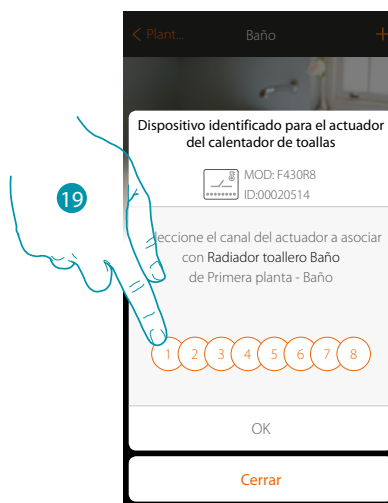 < Plant... Baño +
Dispositivo identificado para el actuador
del calentador de toallas
MOD: F430R8
ID:00020514
19
eleccione el canal del actuador a asociar
con Radiador toallero Baño
de Primera planta - Baño
1 2 3 4 5 6 7 8
OK
Cerrar